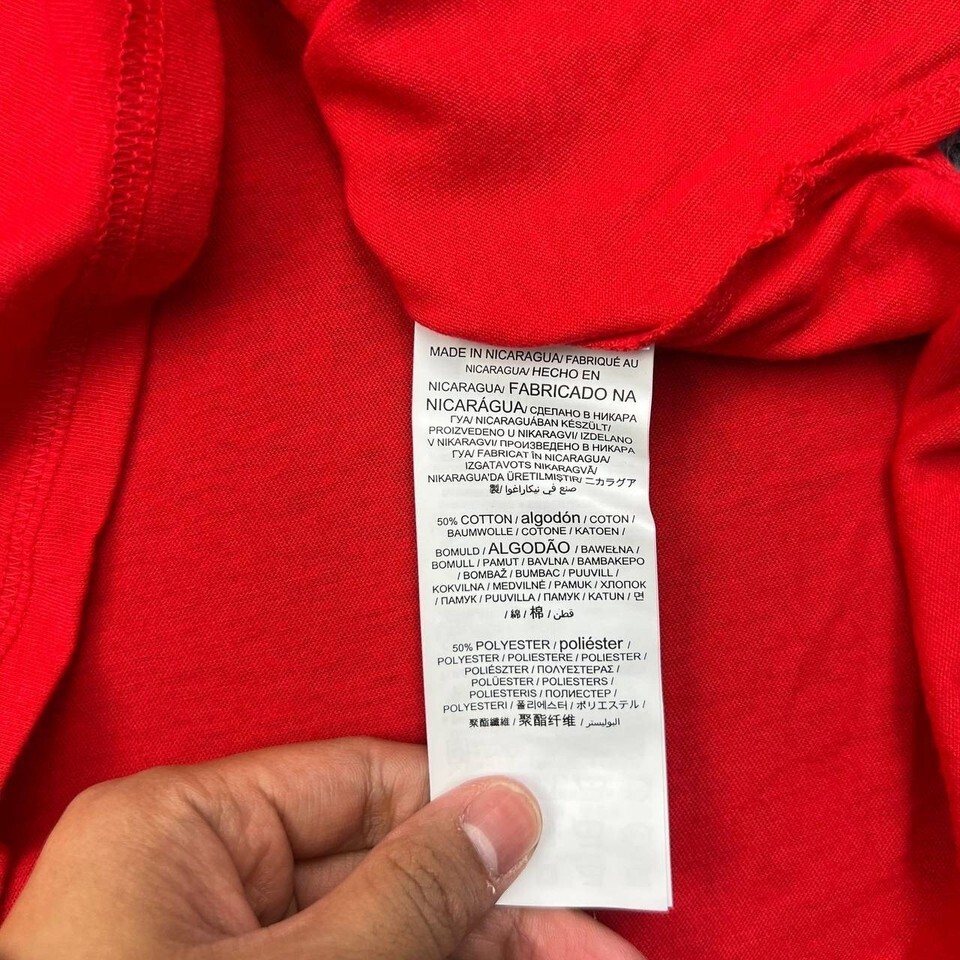 MADE IN NICARAGUA/ FABRIQUÉ AU
NICARAGUA/ HECHO EN
NICARAGUA/ FABRICADO NA
NICARÁGUA/ СДЕЛАНО В НИКАРА
ГУА/ NICARAGUÁBAN KÉSZÜLT/
PROIZVEDENO U NIKARAGVI/ IZDELANO
V NIKARAGVI/ ПРОИЗВЕДЕНО В НИКАРА
ГУА/ FABRICAT ÎN NICARAGUA/
IZGATAVOTS NIKARAGVĀ/
NIKARAGUA'DA ÜRETILMIŞTIR/ ニカラグア
製/ صنع في نيكاراغوا
50% COTTON / algodón / COTON /
BAUMWOLLE / COTONE / KATOEN /
BOMULD / ALGODÃO / BAWEŁNA /
BOMULL / PAMUT / BAVLNA / ΒΑΜΒΑΚΕΡΟ
/ BOMBAŽ / BUMBAC / PUUVILL /
KOKVILNA / MEDVILNĖ / PAMUK / ХЛОПОК
/ ПАМУК / PUUVILLA / ПАМУК / KATUN / 면
/ 綿 / 棉 / قطن
50% POLYESTER / poliéster /
POLYESTER / POLIESTERE / POLIESTER /
POLIÉSZTER / ΠΟΛΥΕΣΤΕΡΑΣ /
POLÜESTER / POLIESTERS /
POLIESTERIS / ПОЛИЕСТЕР /
POLYESTERI / 폴리에스터 / ポリエステル /
聚酯纖維 / 聚酯纤维 / البوليستر